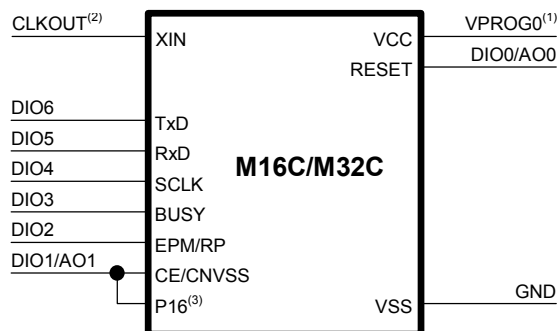 CLKOUT(2)
XIN
VCC
VPROG0(1)
RESET
DIO0/AO0
DIO6
TxD
DIO5
RxD
DIO4
SCLK
M16C/M32C
DIO3
BUSY
DIO2
EPM/RP
DIO1/AO1
CE/CNVSS
P16(3)
VSS
GND